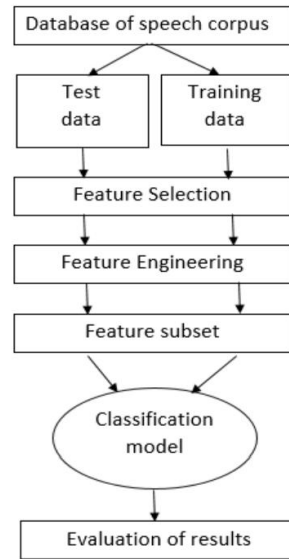 Database of speech corpus
Test
data
Training
data
Feature Selection
Feature Engineering
Feature subset
Classification
model
Evaluation of results